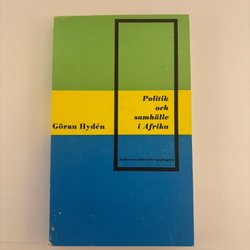 Politik
och
samhälle
i Afrika
Göran Hydén
Andra reviderade upplagan